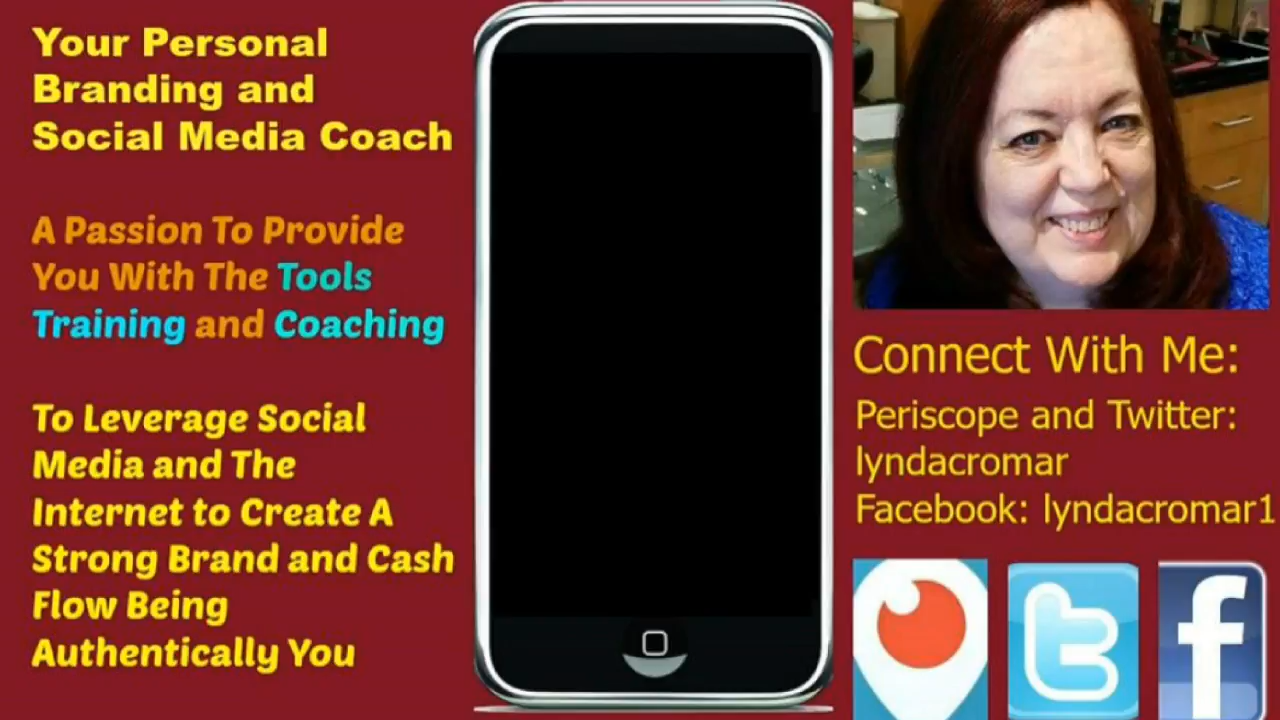 Your Personal
Branding and
Social Media Coach
A Passion To Provide
You With The Tools
Training and Coaching
To Leverage Social
Media and The
Internet to Create A
Strong Brand and Cash
Flow Being
Authentically You
Connect With Me:
Periscope and Twitter:
lyndacromar
Facebook: lyndacromar1